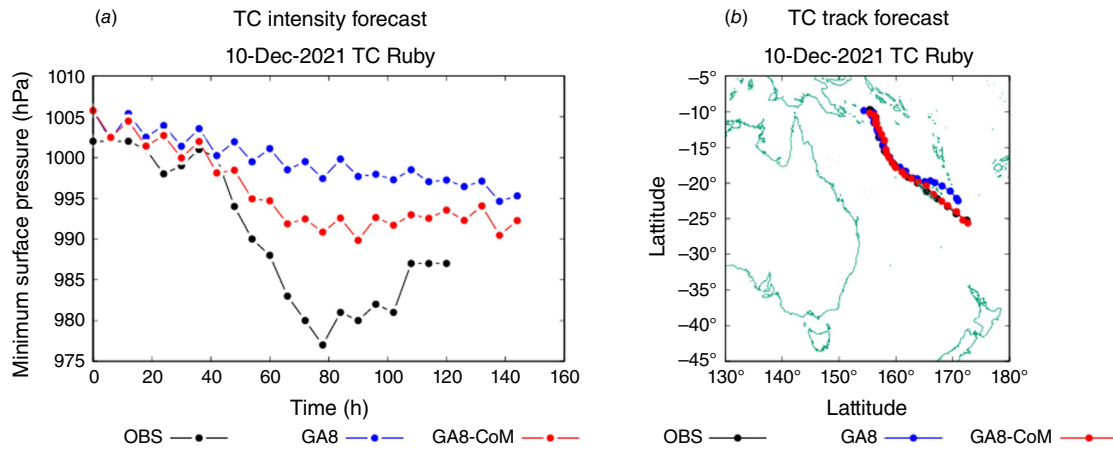 (a) TC intensity forecast
10-Dec-2021 TC Ruby
Minimum surface pressure (hPa)
1010
1005
1000
995
990
985
980
975
0 20 40 60 80 100 120 140 160
Time (h)
OBS GA8 GA8-CoM
(b) TC track forecast
10-Dec-2021 TC Ruby
Lattitude
–5°
–10°
–15°
–20°
–25°
–30°
–35°
–40°
–45°
130 140° 150° 160° 170° 180°
Lattitude
OBS GA8 GA8-CoM